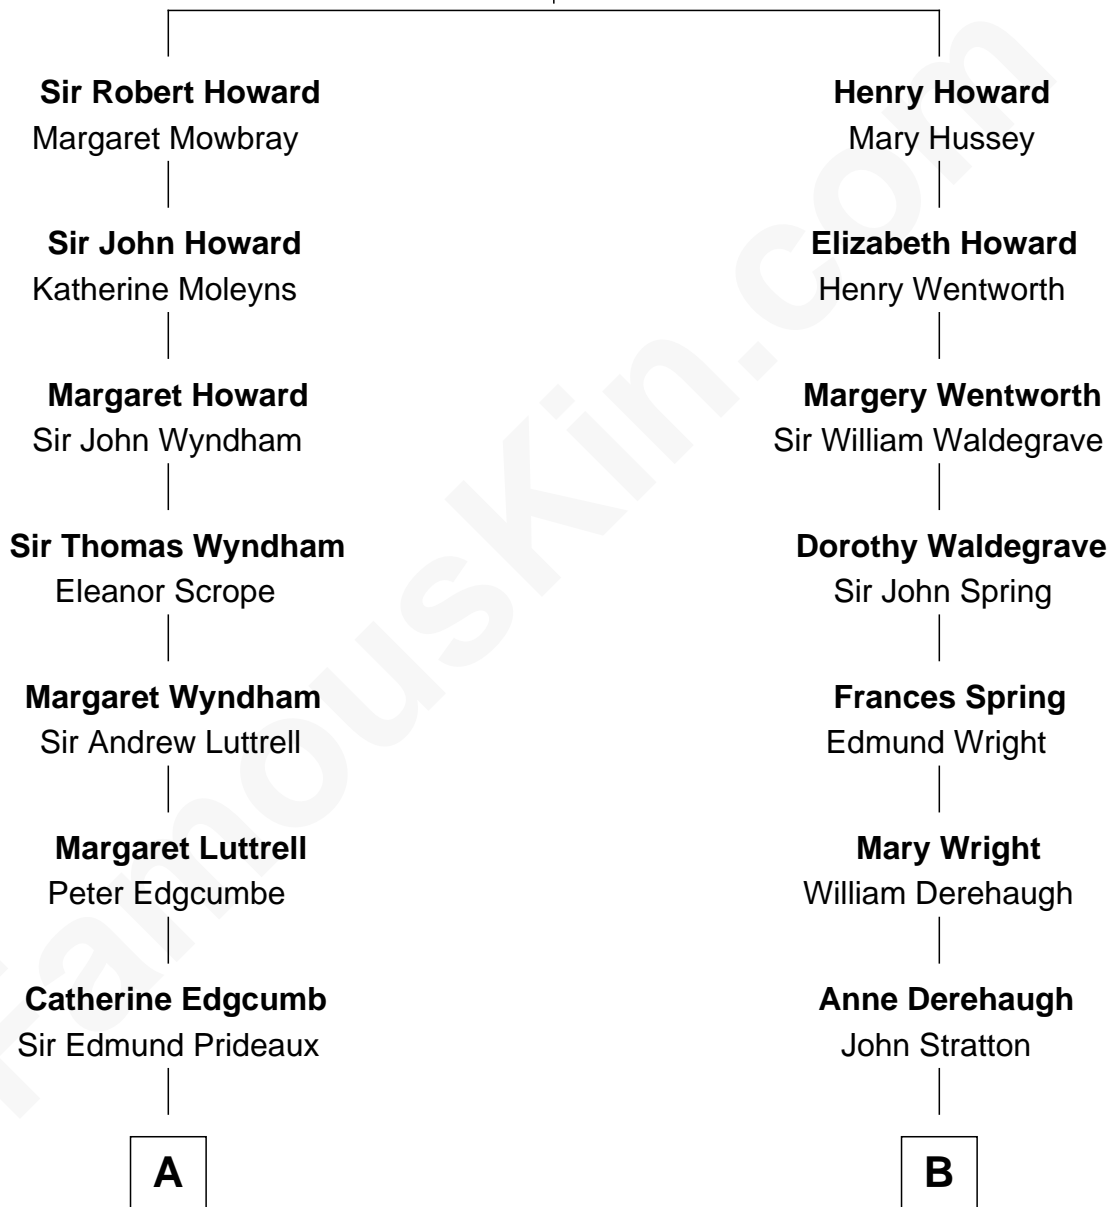 Sir Robert Howard
Margaret Mowbray
Sir John Howard
Katherine Moleyns
Margaret Howard
Sir John Wyndham
Sir Thomas Wyndham
Eleanor Scrope
Margaret Wyndham
Sir Andrew Luttrell
Margaret Luttrell
Peter Edgcumbe
Catherine Edgcumb
Sir Edmund Prideaux
A
Henry Howard
Mary Hussey
Elizabeth Howard
Henry Wentworth
Margery Wentworth
Sir William Waldegrave
Dorothy Waldegrave
Sir John Spring
Frances Spring
Edmund Wright
Mary Wright
William Derehaugh
Anne Derehaugh
John Stratton
B
FamousKin.com